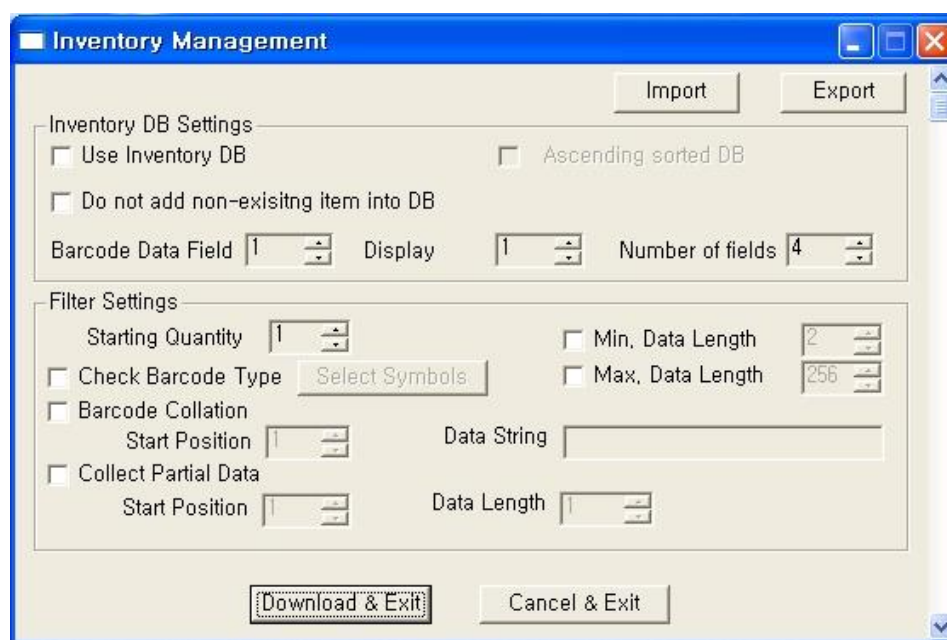 Inventory Management
Import Export
Inventory DB Settings
Use Inventory DB Ascending sorted DB
Do not add non-exisitng item into DB
Barcode Data Field 1 Display 1 Number of fields 4
Filter Settings
Starting Quantity 1 Min, Data Length 2
Check Barcode Type Select Symbols Max, Data Length 256
Barcode Collation
Start Position 1 Data String
Collect Partial Data
Start Position 1 Data Length 1
Download & Exit Cancel & Exit